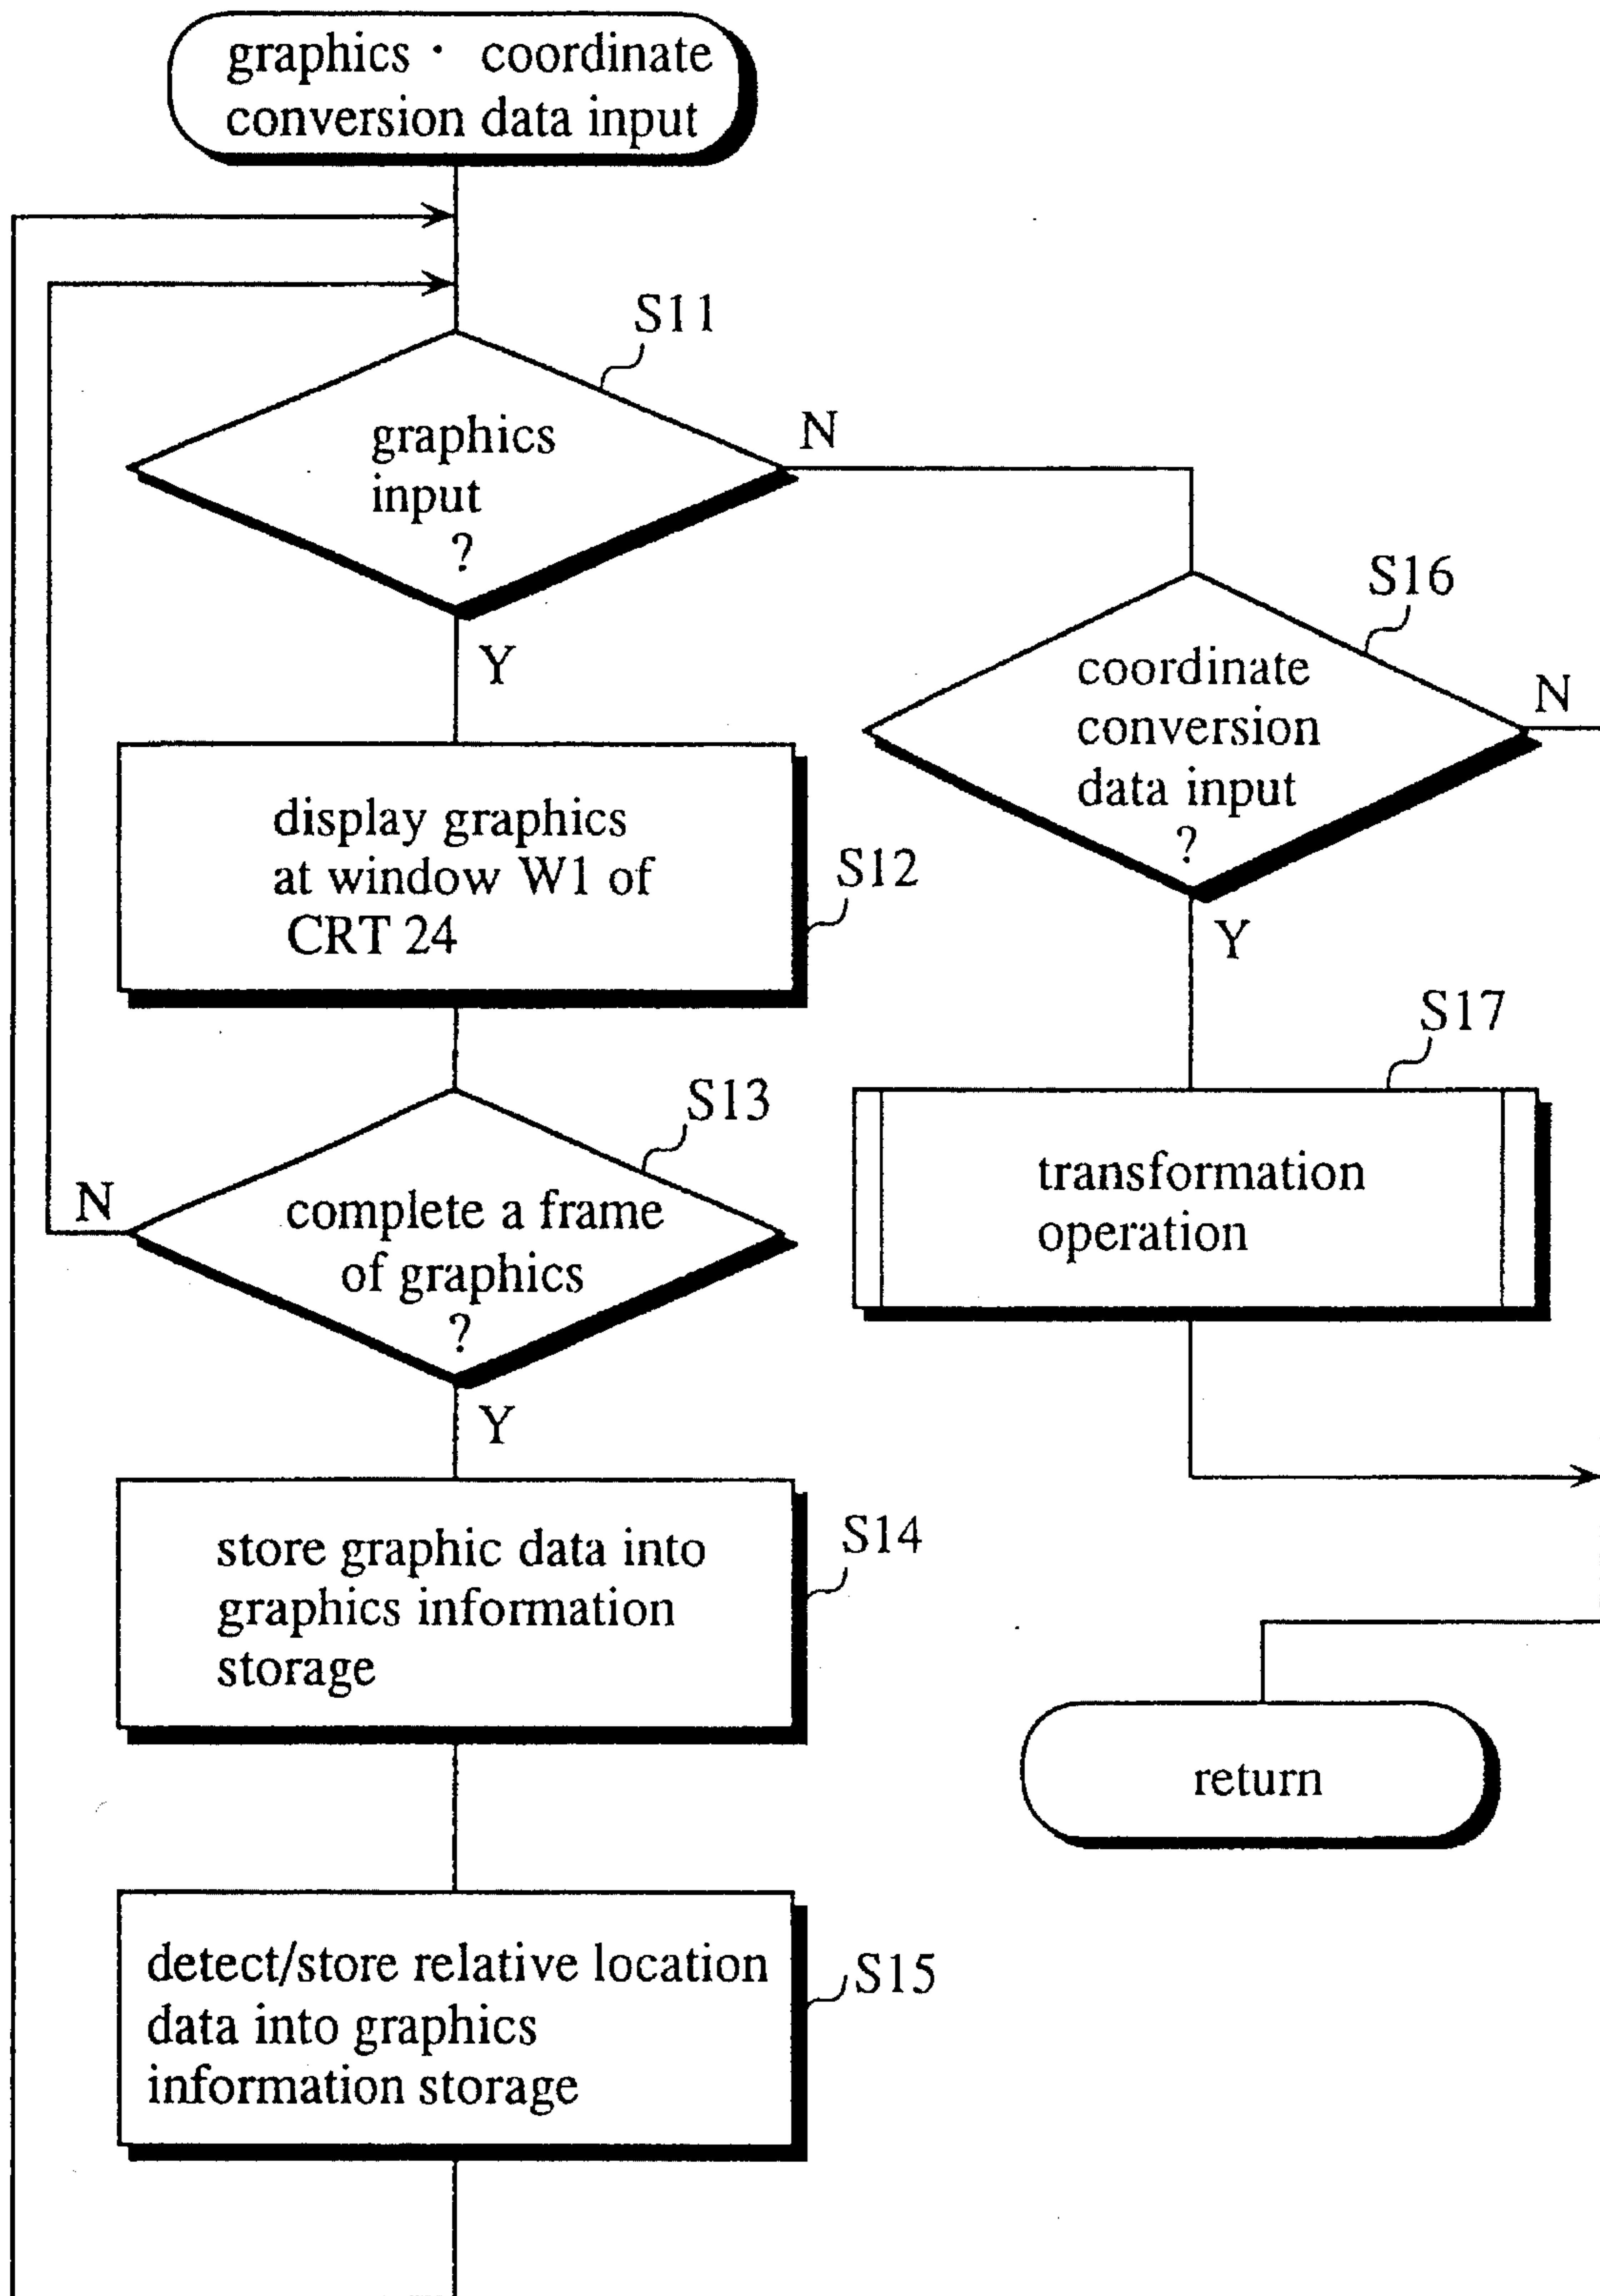 graphics · coordinate
conversion data input
S11
graphics
input
?
N
Y
S16
coordinate
conversion
data input
?
N
Y
display graphics
at window W1 of
CRT 24
S12
S17
transformation
operation
S13
complete a frame
of graphics
?
N
Y
store graphic data into
graphics information
storage
S14
return
detect/store relative location
data into graphics
information storage
S15